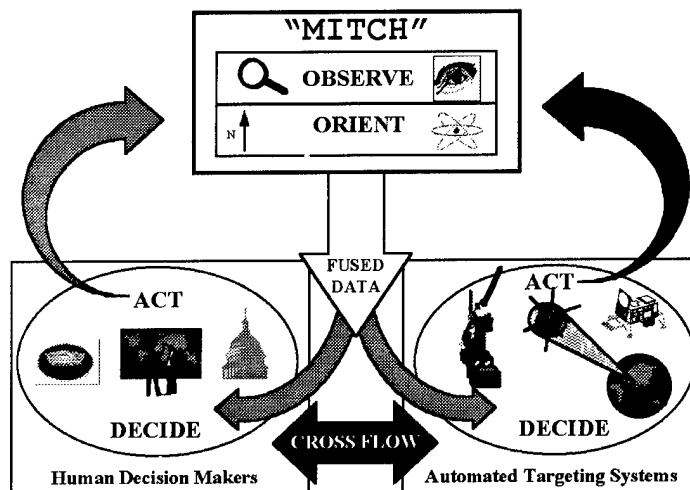 "MITCH"
OBSERVE
N
ORIENT
FUSED
DATA
ACT
ACT
DECIDE
DECIDE
CROSS FLOW
Human Decision Makers
Automated Targeting Systems